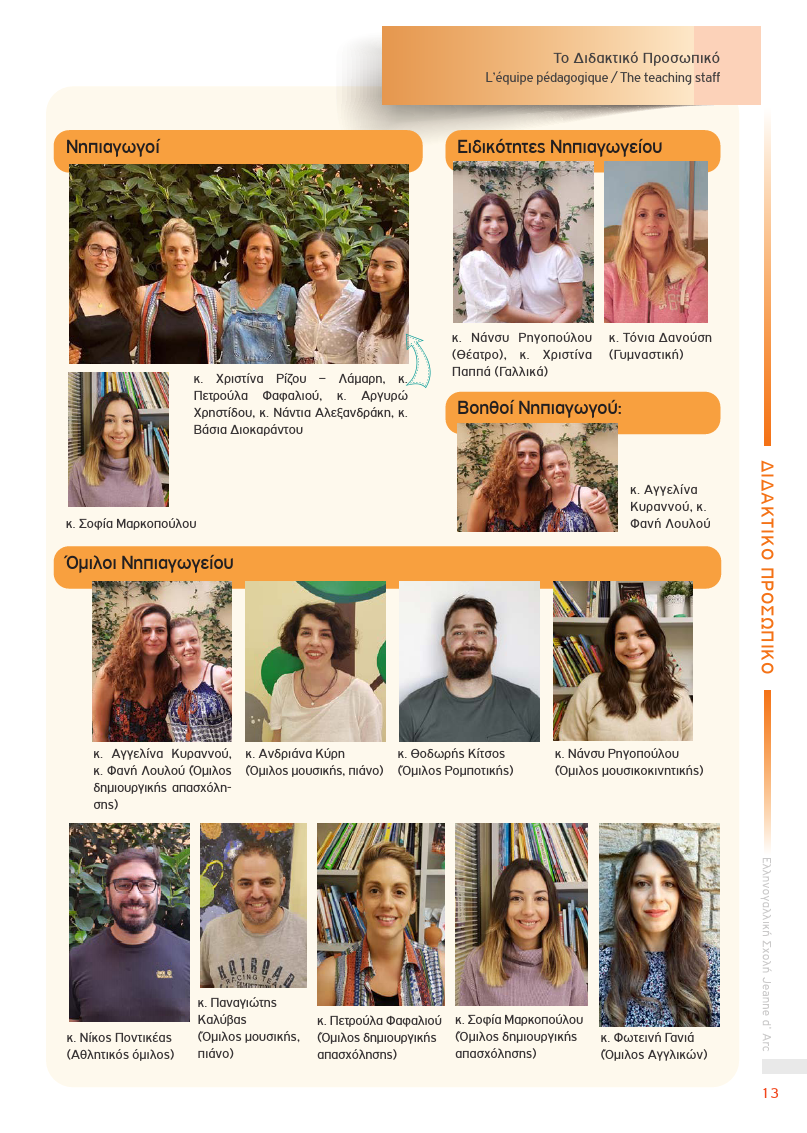 Το Διδακτικό Προσωπικό
L'équipe pédagogique / The teaching staff
Νηπιαγωγοί
κ. Χριστίνα Ρίζου – Λάμαρη, κ.
Πετρούλα Φαφαλιού, κ. Αργυρώ
Χρηστίδου, κ. Νάντια Αλεξανδράκη, κ.
Βάσια Διοκαράντου
κ. Σοφία Μαρκοπούλου
Ειδικότητες Νηπιαγωγείου
κ. Νάνσυ Ρηγοπούλου
(Θέατρο), κ. Χριστίνα
Παππά (Γαλλικά)
κ. Τόνια Δανούση
(Γυμναστική)
Βοηθοί Νηπιαγωγού:
κ. Αγγελίνα
Κυραννού, κ.
Φανή Λουλού
Όμιλοι Νηπιαγωγείου
κ. Αγγελίνα Κυραννού,
κ. Φανή Λουλού (Όμιλος
δημιουργικής απασχόλη-
σης)
κ. Ανδριάνα Κύρη
(Όμιλος μουσικής, πιάνο)
κ. Θοδωρής Κίτσος
(Όμιλος Ρομποτικής)
κ. Νάνσυ Ρηγοπούλου
(Όμιλος μουσικοκινητικής)
κ. Νίκος Ποντικέας
(Αθλητικός όμιλος)
κ. Παναγιώτης
Καλύβας
(Όμιλος μουσικής,
πιάνο)
κ. Πετρούλα Φαφαλιού
(Όμιλος δημιουργικής
απασχόλησης)
κ. Σοφία Μαρκοπούλου
(Όμιλος δημιουργικής
απασχόλησης)
κ. Φωτεινή Γανιά
(Όμιλος Αγγλικών)
ΔΙΔΑΚΤΙΚΟ ΠΡΟΣΩΠΙΚΟ
Ελληνογαλλική Σχολή Jeanne d' Arc
13